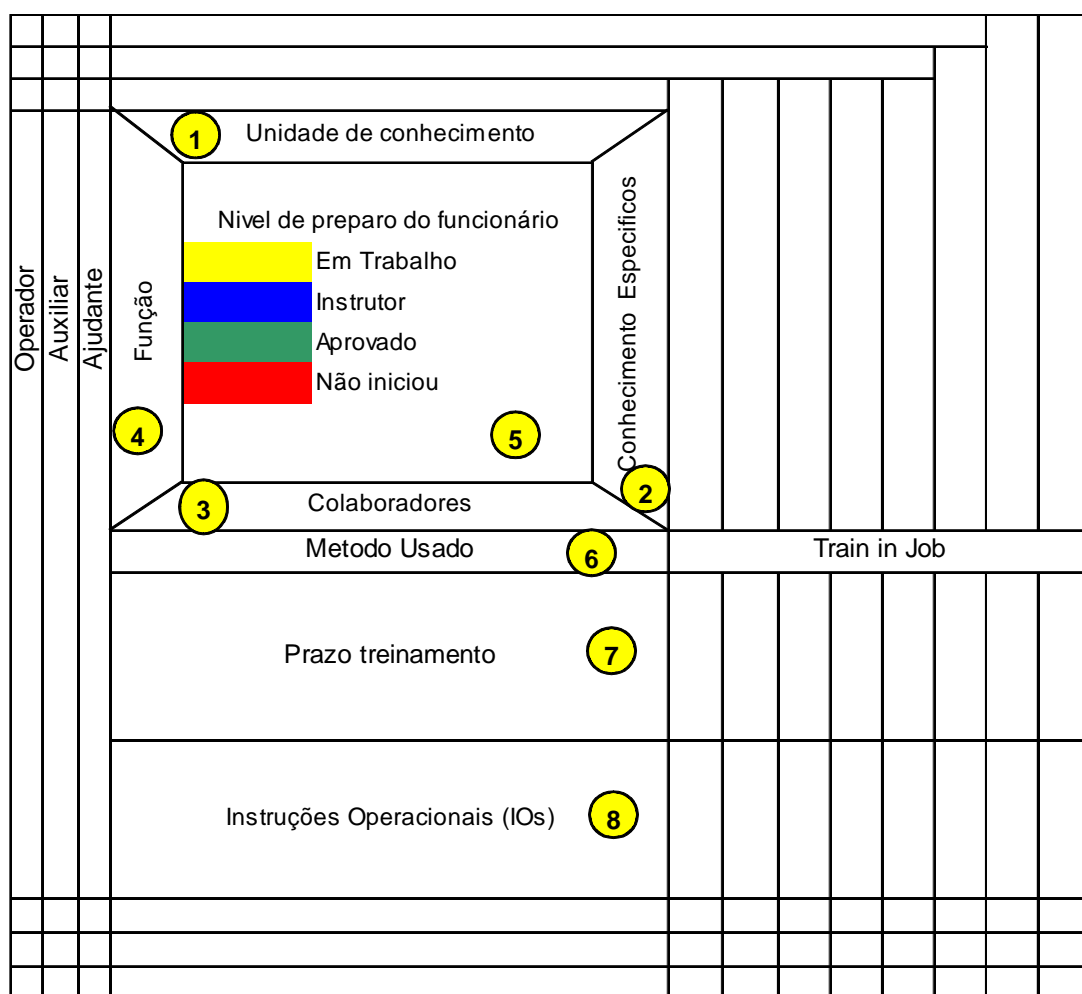 1
Unidade de conhecimento
Nivel de preparo do funcionário
Em Trabalho
Instrutor
Aprovado
Não iniciou
Operador
Auxiliar
Ajudante
Função
Conhecimento Especificos
4
5
2
3
Colaboradores
Metodo Usado
6
Train in Job
Prazo treinamento
7
Instruções Operacionais (IOs)
8